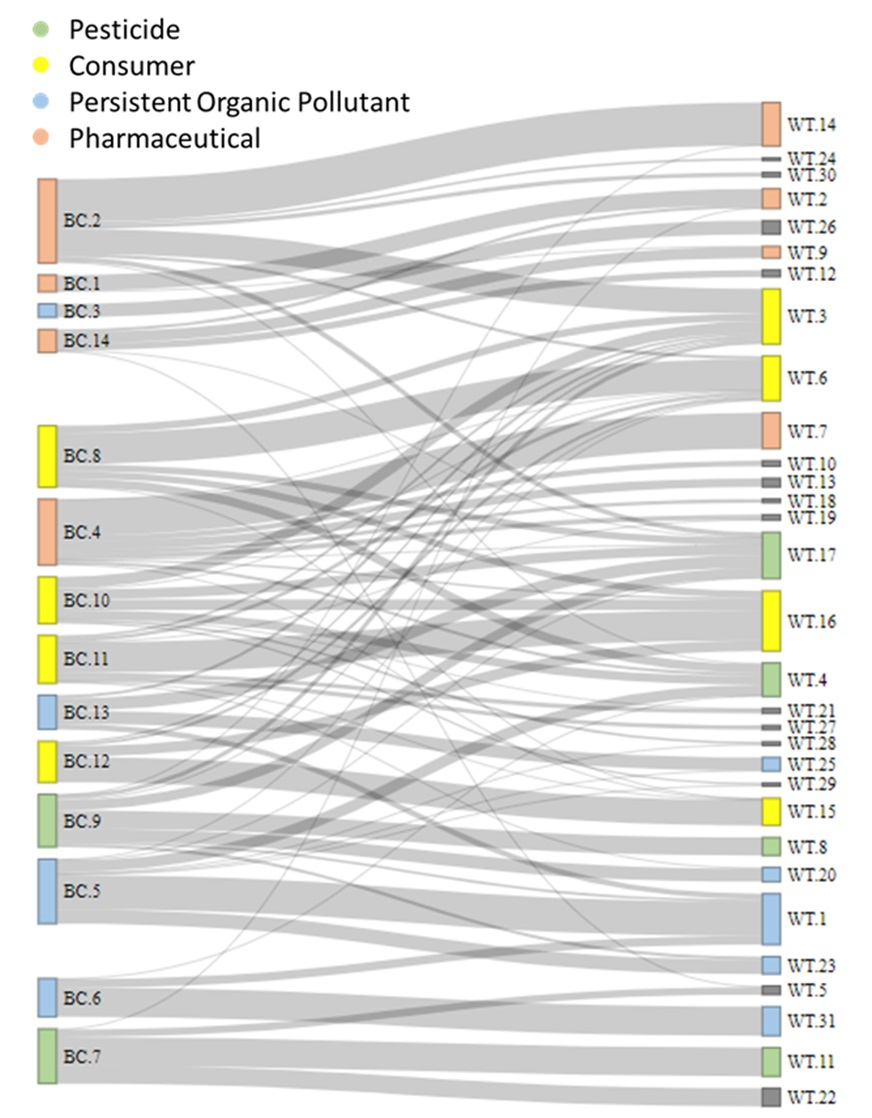 Pesticide
Consumer
Persistent Organic Pollutant
Pharmaceutical
BC.2
BC.1
BC.3
BC.14
BC.8
BC.4
BC.10
BC.11
BC.13
BC.12
BC.9
BC.5
BC.6
BC.7
WT.14
WT.24
WT.30
WT.2
WT.26
WT.9
WT.12
WT.3
WT.6
WT.7
WT.10
WT.13
WT.18
WT.19
WT.17
WT.16
WT.4
WT.21
WT.27
WT.28
WT.25
WT.29
WT.15
WT.8
WT.20
WT.1
WT.23
WT.5
WT.31
WT.11
WT.22